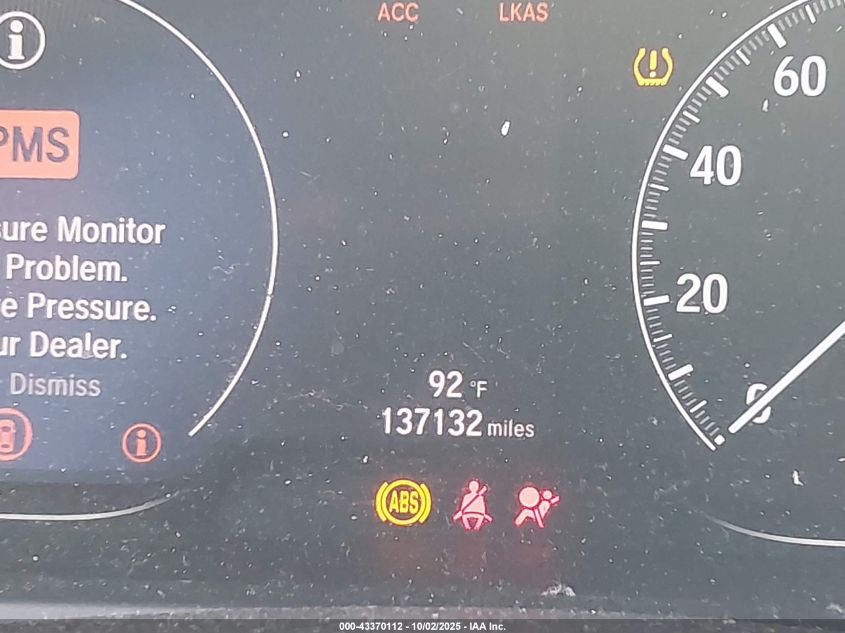 ACC LKAS
PMS
sure Monitor
Problem.
e Pressure.
ur Dealer.
Dismiss
60
40
20
0
92 °F
137132 miles
ABS
000-43370112 - 10/02/2025 - IAA Inc.